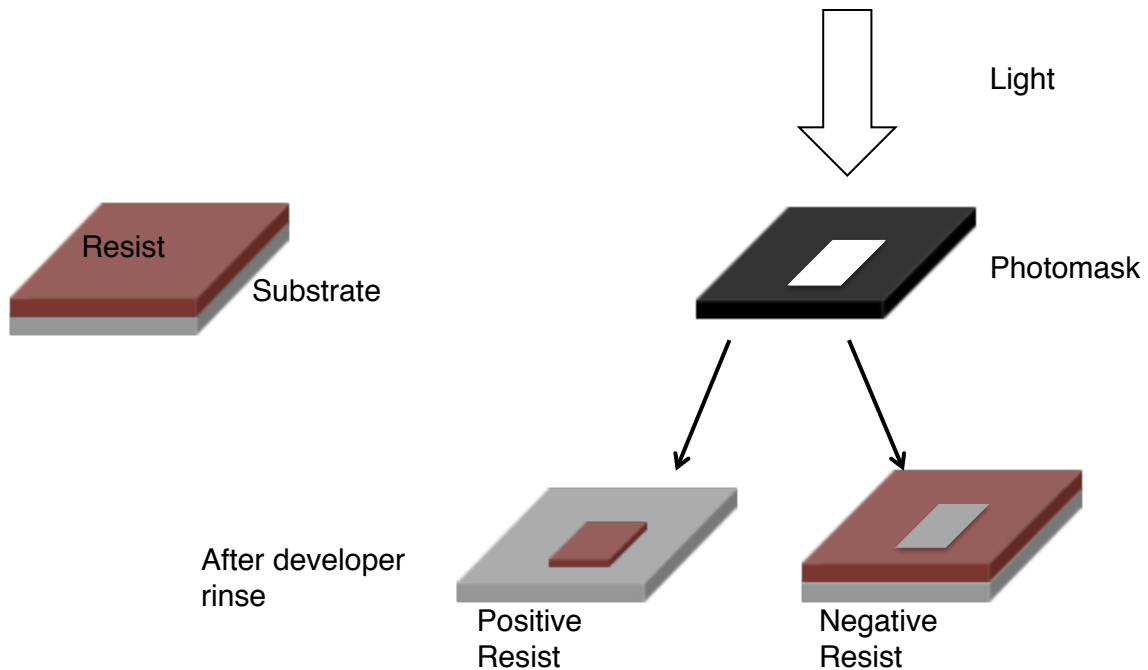 Light
Resist
Substrate
Photomask
After developer
rinse
Positive
Resist
Negative
Resist